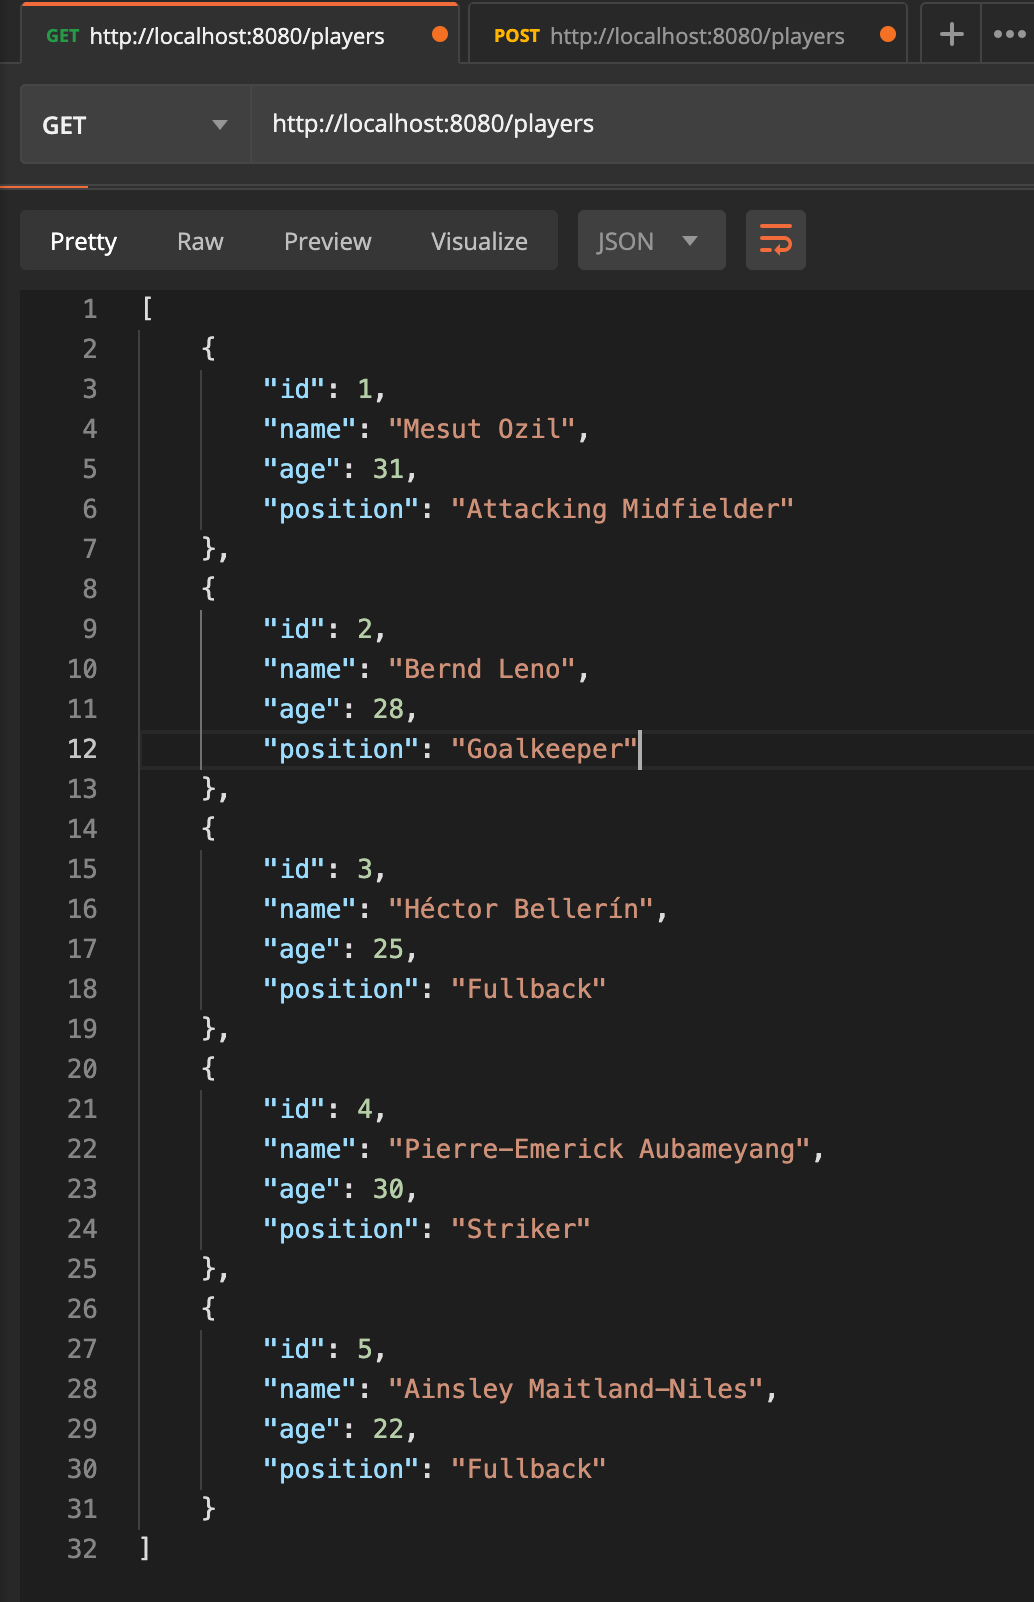 GET http://localhost:8080/players POST http://localhost:8080/players + •••
GET http://localhost:8080/players
Pretty Raw Preview Visualize JSON
1 [
2 {
3 "id": 1,
4 "name": "Mesut Ozil",
5 "age": 31,
6 "position": "Attacking Midfielder"
7 },
8 {
9 "id": 2,
10 "name": "Bernd Leno",
11 "age": 28,
12 "position": "Goalkeeper"
13 },
14 {
15 "id": 3,
16 "name": "Héctor Bellerín",
17 "age": 25,
18 "position": "Fullback"
19 },
20 {
21 "id": 4,
22 "name": "Pierre-Emerick Aubameyang",
23 "age": 30,
24 "position": "Striker"
25 },
26 {
27 "id": 5,
28 "name": "Ainsley Maitland-Niles",
29 "age": 22,
30 "position": "Fullback"
31 }
32 ]